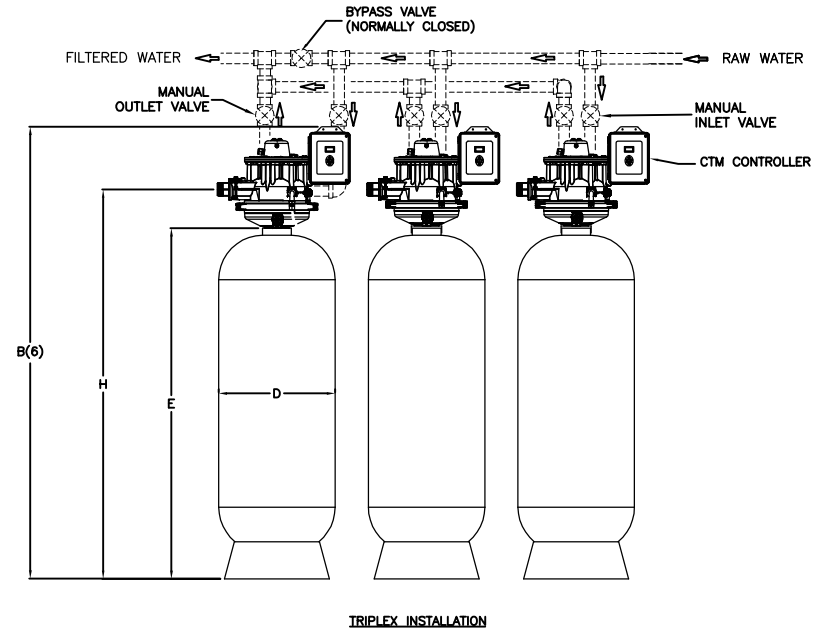 BYPASS VALVE
(NORMALLY CLOSED)
FILTERED WATER
RAW WATER
MANUAL
OUTLET VALVE
MANUAL
INLET VALVE
CTM CONTROLLER
B(6)
H
E
D
TRIPLEX INSTALLATION